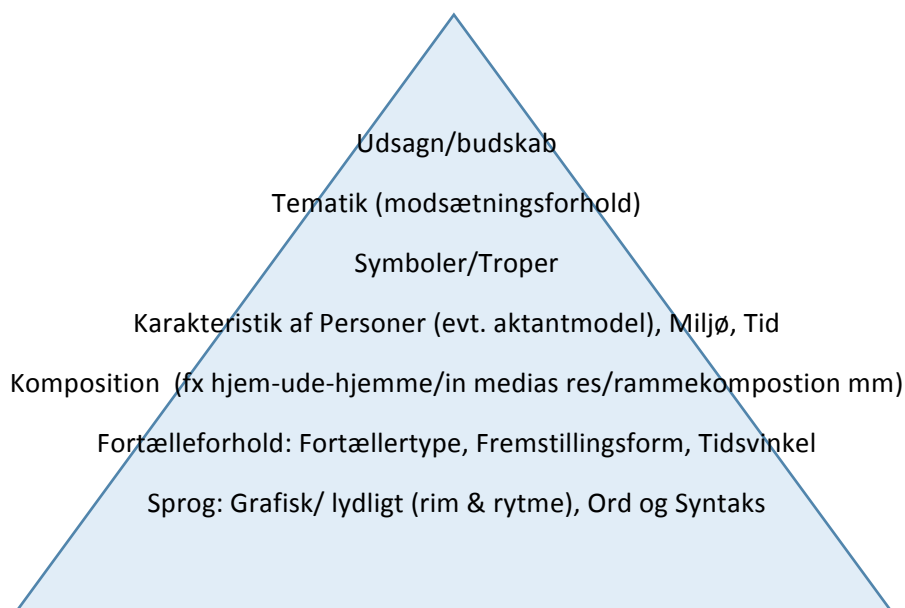 Udsagn/budskab
Tematik (modsætningsforhold)
Symboler/Troper
Karakteristik af Personer (evt. aktantmodel), Miljø, Tid
Komposition  (fx hjem-ude-hjemme/in medias res/rammekompostion mm)
Fortælleforhold: Fortællertype, Fremstillingsform, Tidsvinkel
Sprog: Grafisk/ lydligt (rim & rytme), Ord og Syntaks